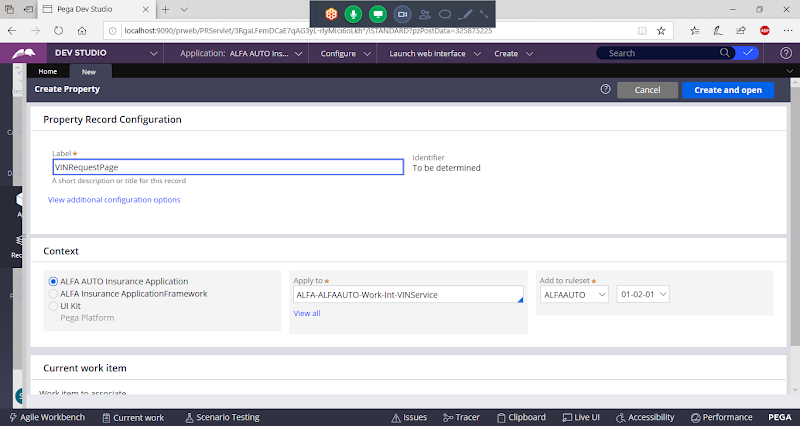 Pega Dev Studio
localhost:9090/prweb/PRServlet/3RgaLFemDCaE7qAG3yL-rlyMlci6oLkh*/!STANDARD?pzPostData=325875225
DEV STUDIO
Application: ALFA AUTO Ins...
Configure
Launch web interface
Create
Search
Home
New
Create Property
Cancel
Create and open
Property Record Configuration
Label ★
VINRequestPage
A short description or title for this record
Identifier
To be determined
View additional configuration options
Context
ALFA AUTO Insurance Application
ALFA Insurance ApplicationFramework
UI Kit
Pega Platform
Apply to ★
ALFA-ALFAAUTO-Work-Int-VINService
View all
Add to ruleset ★
ALFAAUTO
01-02-01
Current work item
Work item to associate
Agile Workbench
Current work
Scenario Testing
Issues
Tracer
Clipboard
Live UI
Accessibility
Performance
PEGA